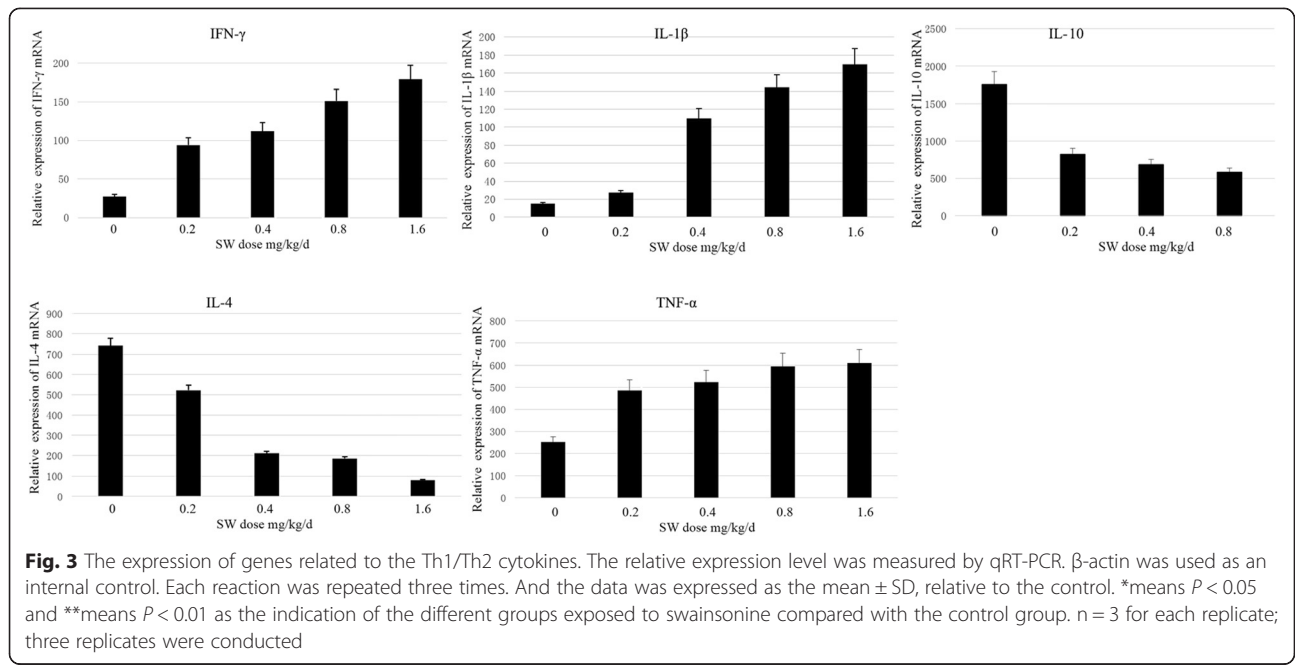 IFN-γ
Relative expression of IFN-γ mRNA
200
150
100
50
0
0 0.2 0.4 0.8 1.6
SW dose mg/kg/d
IL-1β
Relative expression of IL-1β mRNA
200
180
160
140
120
100
80
60
40
20
0
0 0.2 0.4 0.8 1.6
SW dose mg/kg/d
IL-10
Relative expression of IL-10 mRNA
2500
2000
1500
1000
500
0
0 0.2 0.4 0.8
SW dose mg/kg/d
IL-4
Relative expression of IL-4 mRNA
900
800
700
600
500
400
300
200
100
0
0 0.2 0.4 0.8 1.6
SW dose mg/kg/d
TNF-α
Relative expression of TNF-α mRNA
800
700
600
500
400
300
200
100
0
0 0.2 0.4 0.8 1.6
SW dose mg/kg/d
Fig. 3 The expression of genes related to the Th1/Th2 cytokines. The relative expression level was measured by qRT-PCR. β-actin was used as an
internal control. Each reaction was repeated three times. And the data was expressed as the mean ± SD, relative to the control. *means P < 0.05
and **means P < 0.01 as the indication of the different groups exposed to swainsonine compared with the control group. n = 3 for each replicate;
three replicates were conducted